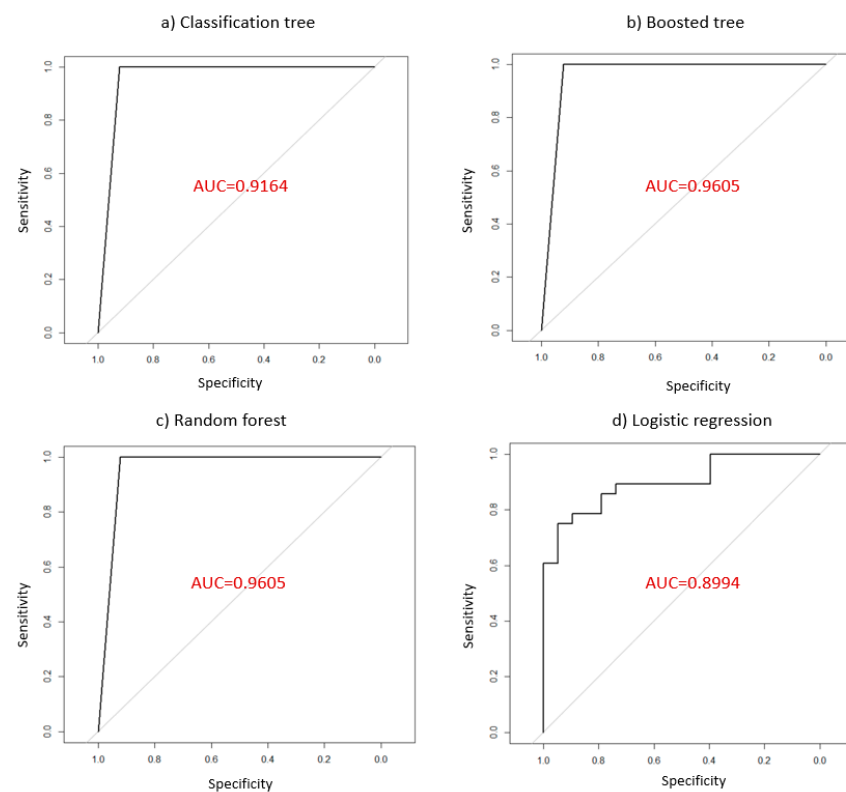 a) Classification tree
b) Boosted tree
1.0
0.8
0.6
0.4
0.2
0.0
Sensitivity
AUC=0.9164
1.0 0.8 0.6 0.4 0.2 0.0
Specificity
1.0
0.8
0.6
0.4
0.2
0.0
Sensitivity
AUC=0.9605
1.0 0.8 0.6 0.4 0.2 0.0
Specificity
c) Random forest
d) Logistic regression
1.0
0.8
0.6
0.4
0.2
0.0
Sensitivity
AUC=0.9605
1.0 0.8 0.6 0.4 0.2 0.0
Specificity
1.0
0.8
0.6
0.4
0.2
0.0
Sensitivity
AUC=0.8994
1.0 0.8 0.6 0.4 0.2 0.0
Specificity